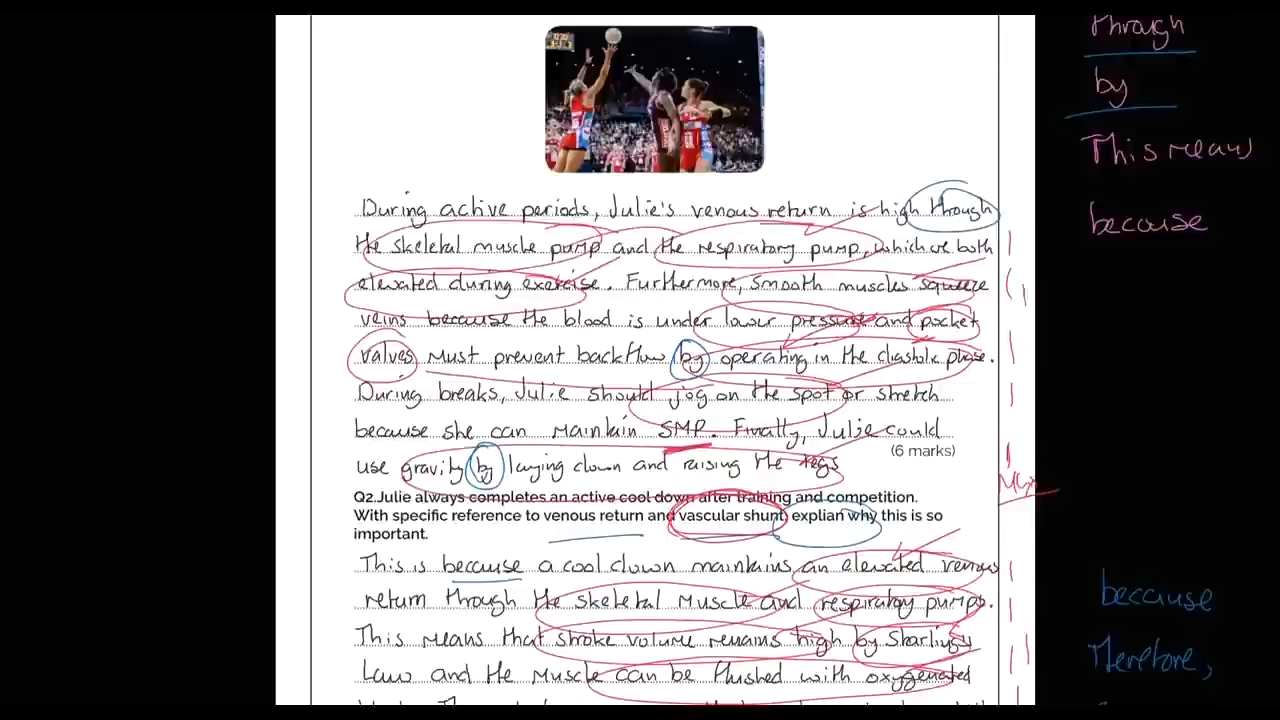 During active periods, Julie's venous return is high through
the skeletal muscle pump and the respiratory pump, which are both
elevated during exercise. Furthermore, smooth muscles squeeze
veins because the blood is under lower pressure and pocket
valves must prevent backflow by operating in the diastolic phase.
During breaks, Julie should jog on the spot or stretch
because she can maintain SMP. Finally, Julie could
(6 marks)
use gravity by laying down and raising the legs
Q2.Julie always completes an active cool down after training and competition.
With specific reference to venous return and vascular shunt, explian why this is so
important.
This is because a cool down maintains an elevated venous
return through the skeletal muscle and respiratory pumps.
This means that stroke volume remains high by Starling's
Law and the muscle can be flushed with oxygenated
through
by
This means
because
because
Therefore,